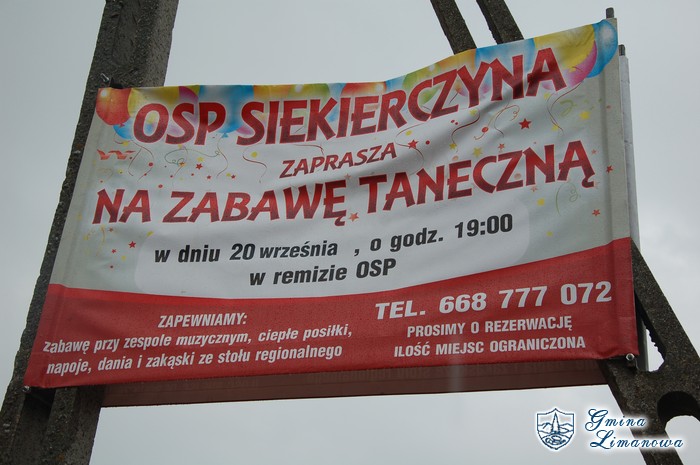 OSP SIEKIERCZYNA
ZAPRASZA
NA ZABAWĘ TANECZNĄ
w dniu 20 września , o godz. 19:00
w remizie OSP
ZAPEWNIAMY:
zabawę przy zespole muzycznym, ciepłe posiłki,
napoje, dania i zakąski ze stołu regionalnego
TEL. 668 777 072
PROSIMY O REZERWACJĘ
ILOŚĆ MIEJSC OGRANICZONA
Gmina
Limanowa